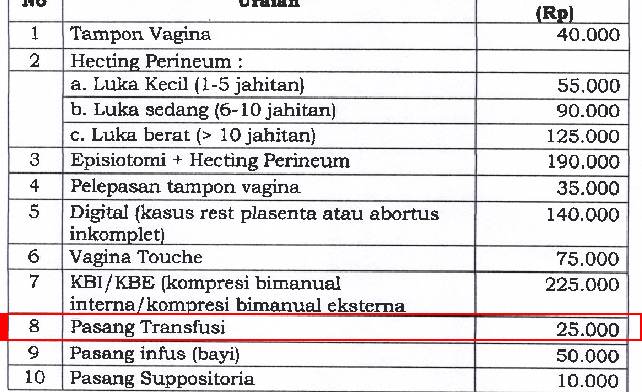 No Uraian (Rp)
1 Tampon Vagina 40.000
2 Hecting Perineum :
a. Luka Kecil (1-5 jahitan) 55.000
b. Luka sedang (6-10 jahitan) 90.000
c. Luka berat (> 10 jahitan) 125.000
3 Episiotomi + Hecting Perineum 190.000
4 Pelepasan tampon vagina 35.000
5 Digital (kasus rest plasenta atau abortus 140.000
inkomplet)
6 Vagina Touche 75.000
7 KBI/KBE (kompresi bimanual 225.000
interna/kompresi bimanual eksterna
8 Pasang Transfusi 25.000
9 Pasang infus (bayi) 50.000
10 Pasang Suppositoria 10.000